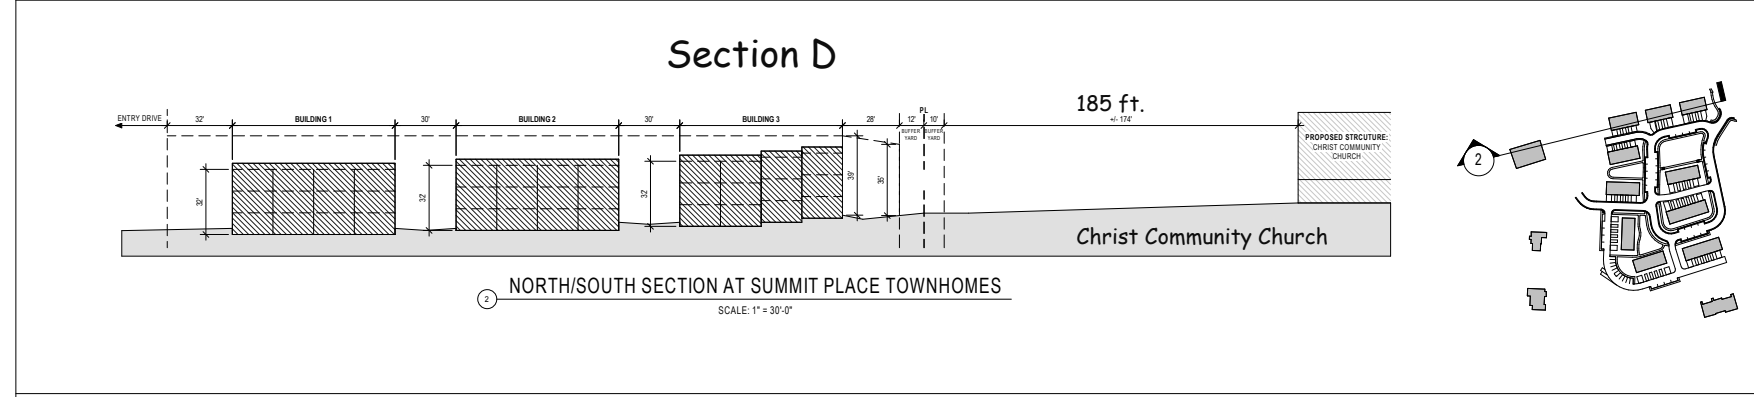 Section D
185 ft.
PL
ENTRY DRIVE
32'
BUILDING 1
30'
BUILDING 2
30'
BUILDING 3
28'
12'
10'
+/- 174'
BUFFER
YARD
BUFFER
YARD
PROPOSED STRCUTURE:
CHRIST COMMUNITY
CHURCH
32'
32'
32'
39'
35'
2
Christ Community Church
2
NORTH/SOUTH SECTION AT SUMMIT PLACE TOWNHOMES
SCALE: 1" = 30'-0"